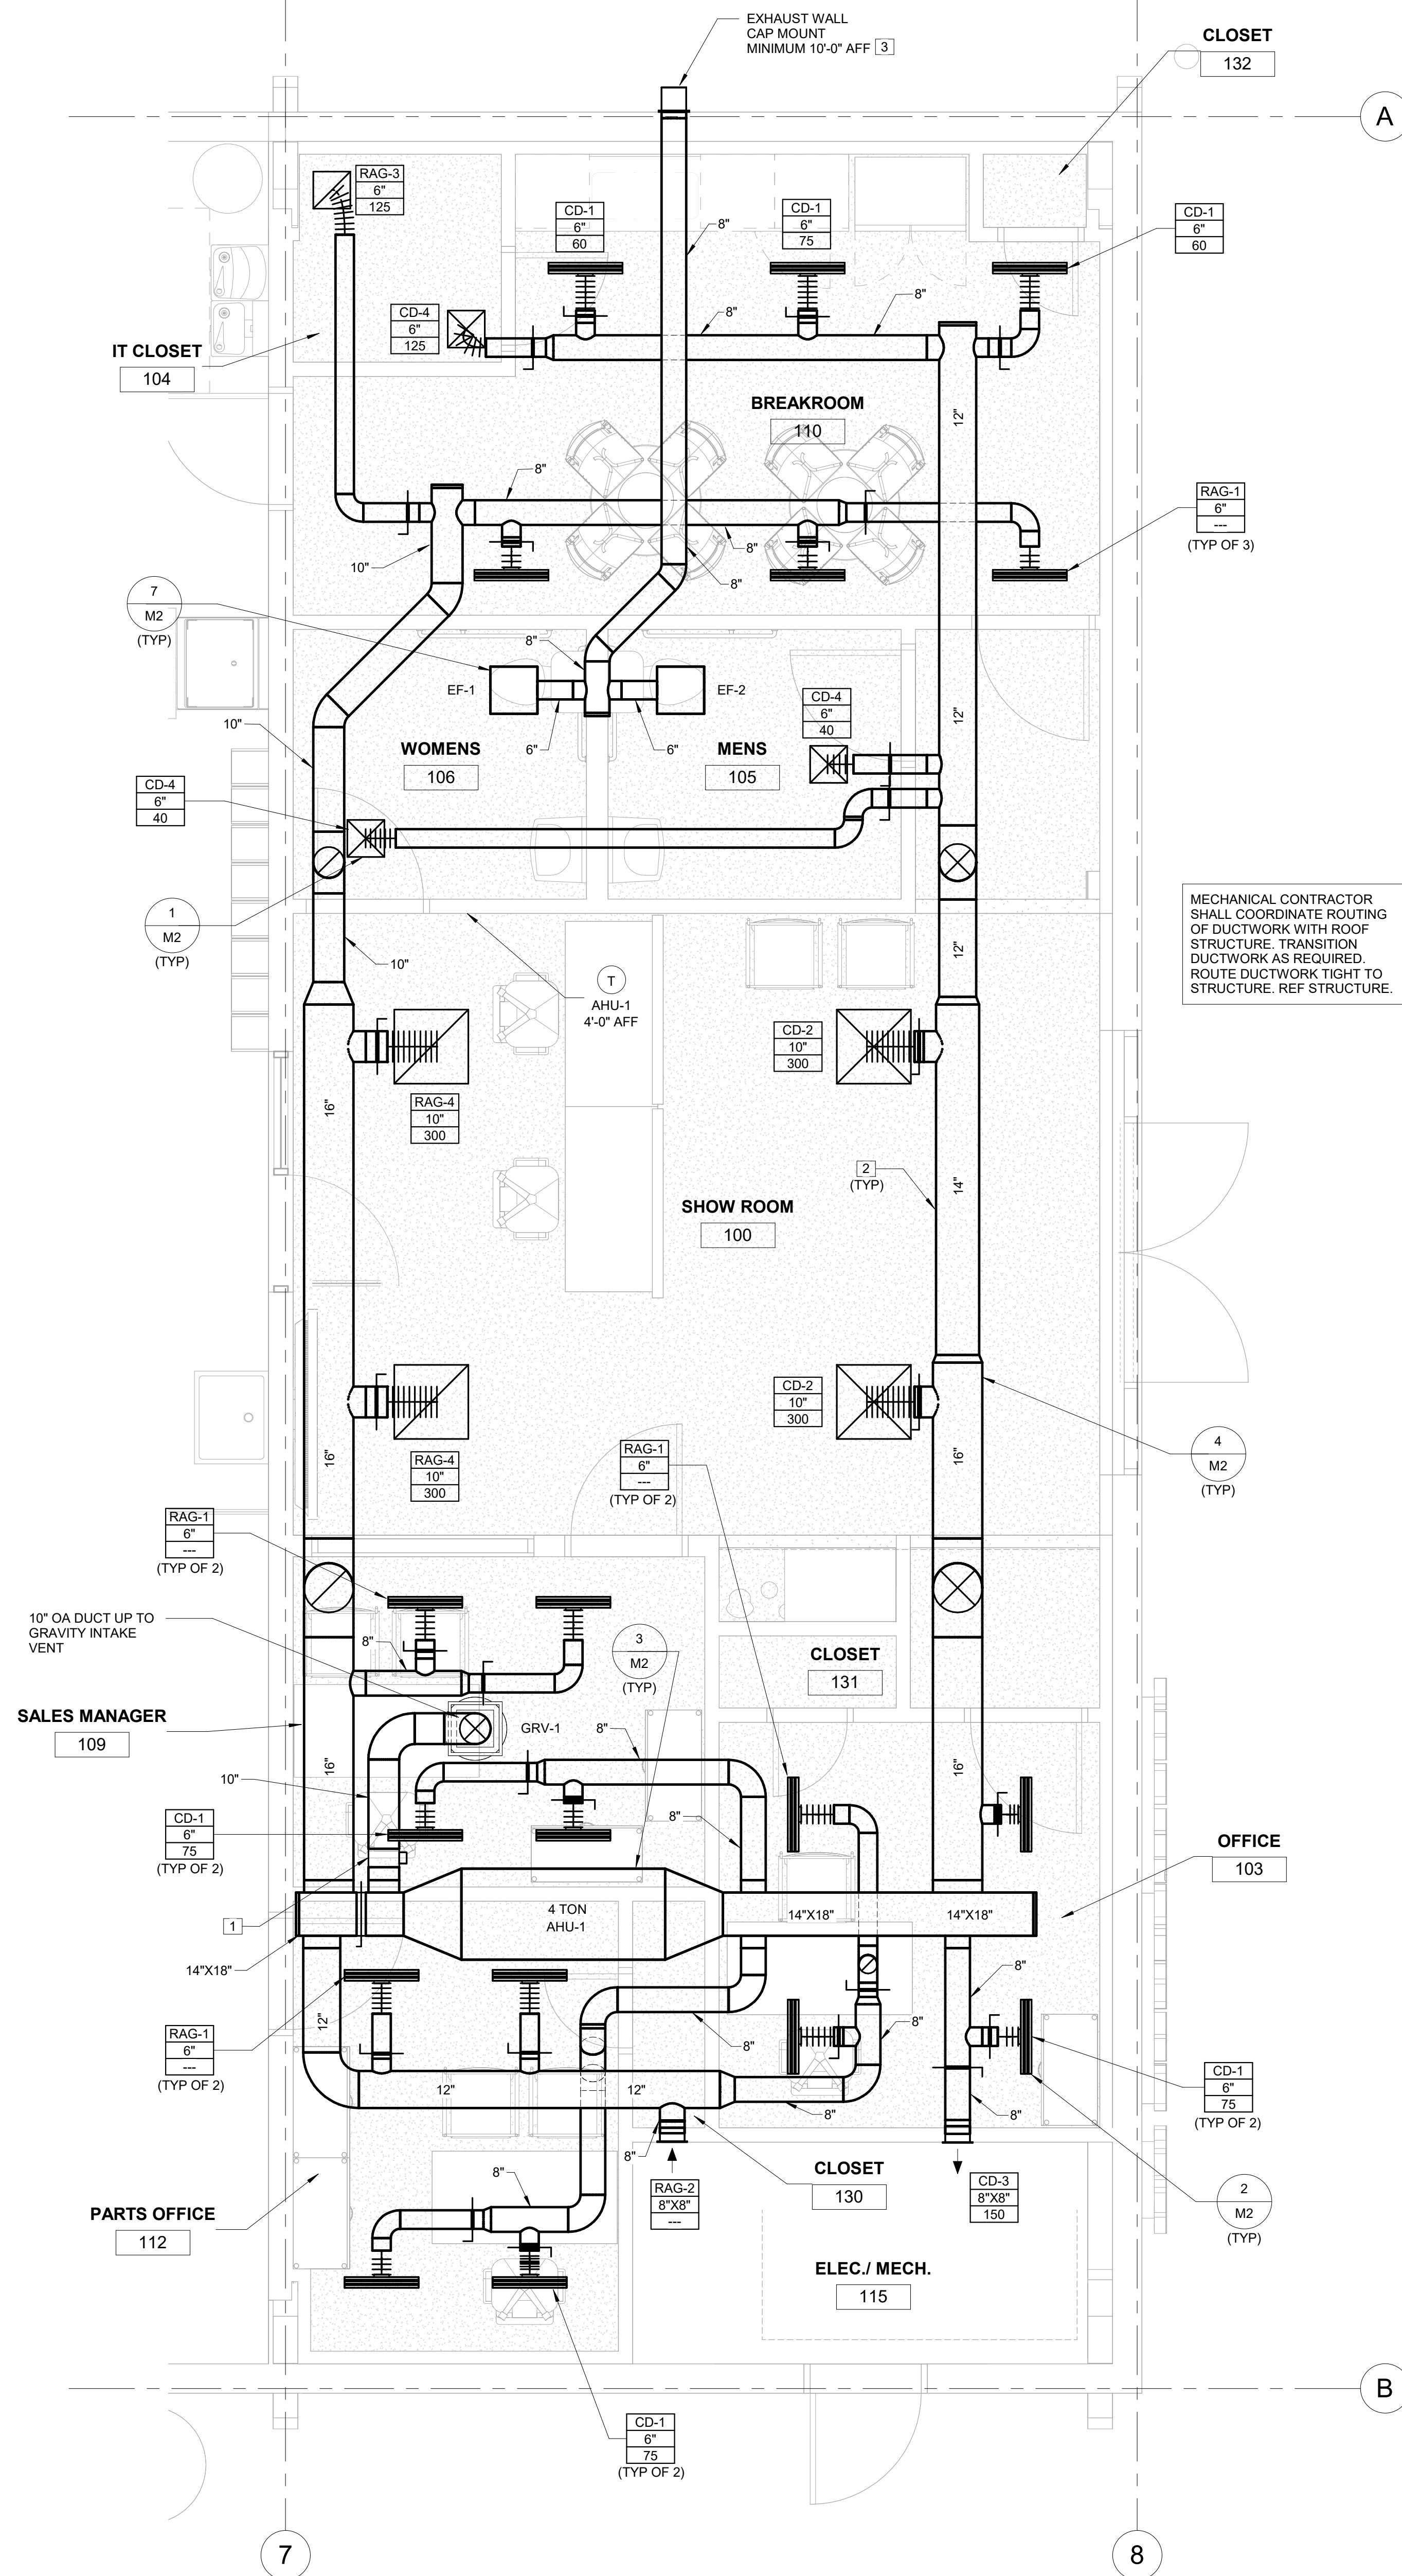 EXHAUST WALL
CAP MOUNT
MINIMUM 10'-0" AFF 3
CLOSET
132
A
RAG-3
6"
125
CD-1
6"
60
CD-1
6"
75
CD-1
6"
60
8"
8"
8"
CD-4
6"
125
IT CLOSET
104
BREAKROOM
110
12"
8"
RAG-1
6"
---
(TYP OF 3)
10"
8"
8"
7
M2
(TYP)
8"
EF-1
EF-2
CD-4
6"
40
10"
12"
WOMENS
106
6"
6"
MENS
105
CD-4
6"
40
1
M2
(TYP)
MECHANICAL CONTRACTOR
SHALL COORDINATE ROUTING
OF DUCTWORK WITH ROOF
STRUCTURE. TRANSITION
DUCTWORK AS REQUIRED.
ROUTE DUCTWORK TIGHT TO
STRUCTURE. REF STRUCTURE.
10"
12"
T
AHU-1
4'-0" AFF
CD-2
10"
300
RAG-4
10"
300
16"
2
(TYP)
14"
SHOW ROOM
100
CD-2
10"
300
RAG-4
10"
300
16"
RAG-1
6"
---
(TYP OF 2)
16"
4
M2
(TYP)
RAG-1
6"
---
(TYP OF 2)
10" OA DUCT UP TO
GRAVITY INTAKE
VENT
8"
3
M2
(TYP)
CLOSET
131
SALES MANAGER
109
GRV-1
8"
16"
16"
10"
CD-1
6"
75
(TYP OF 2)
8"
OFFICE
103
4 TON
AHU-1
14"X18"
14"X18"
1
14"X18"
8"
12"
8"
8"
RAG-1
6"
---
(TYP OF 2)
CD-1
6"
75
(TYP OF 2)
12"
12"
8"
8"
8"
8"
PARTS OFFICE
112
RAG-2
8"X8"
---
CLOSET
130
CD-3
8"X8"
150
2
M2
(TYP)
ELEC./ MECH.
115
B
CD-1
6"
75
(TYP OF 2)
7
8